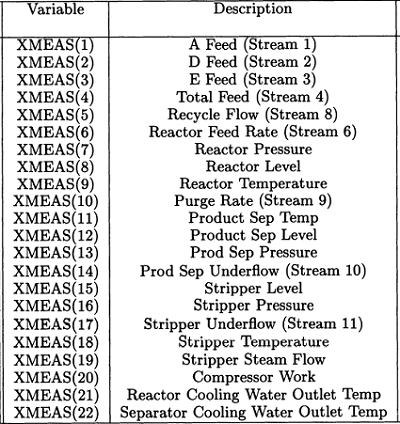 Variable Description
XMEAS(1) A Feed (Stream 1)
XMEAS(2) D Feed (Stream 2)
XMEAS(3) E Feed (Stream 3)
XMEAS(4) Total Feed (Stream 4)
XMEAS(5) Recycle Flow (Stream 8)
XMEAS(6) Reactor Feed Rate (Stream 6)
XMEAS(7) Reactor Pressure
XMEAS(8) Reactor Level
XMEAS(9) Reactor Temperature
XMEAS(10) Purge Rate (Stream 9)
XMEAS(11) Product Sep Temp
XMEAS(12) Product Sep Level
XMEAS(13) Prod Sep Pressure
XMEAS(14) Prod Sep Underflow (Stream 10)
XMEAS(15) Stripper Level
XMEAS(16) Stripper Pressure
XMEAS(17) Stripper Underflow (Stream 11)
XMEAS(18) Stripper Temperature
XMEAS(19) Stripper Steam Flow
XMEAS(20) Compressor Work
XMEAS(21) Reactor Cooling Water Outlet Temp
XMEAS(22) Separator Cooling Water Outlet Temp